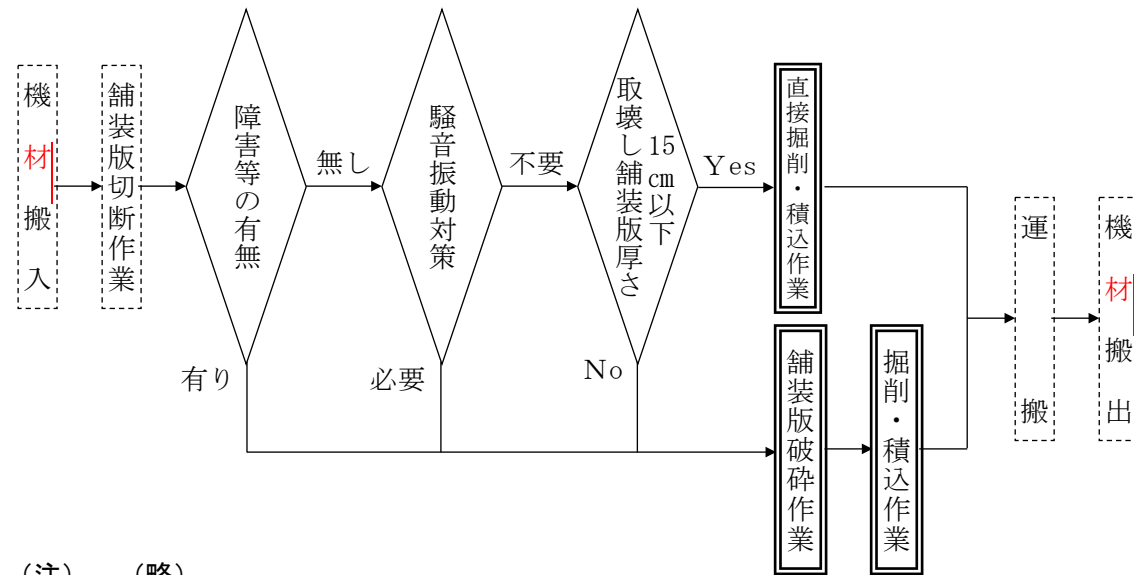 機材搬入
舗装版切断作業
障害等の有無
無し
有り
騒音振動対策
不要
必要
取壊し舗装版厚さ
15㎝以下
Yes
No
直接掘削・積込作業
舗装版破砕作業
掘削・積込作業
運搬
機材搬出
(注) (略)